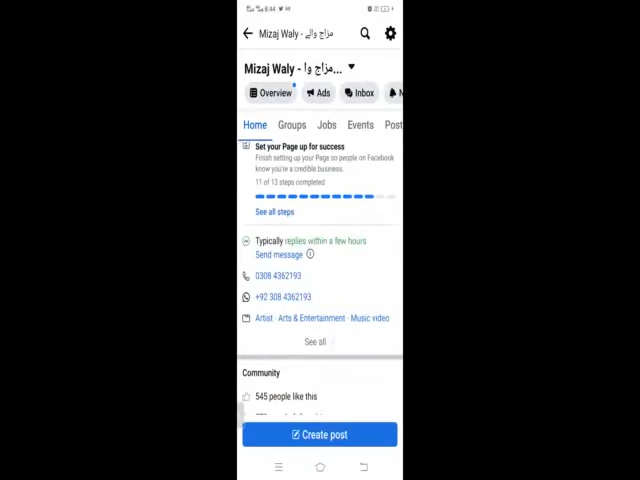 8:44
Mizaj Waly - مزاج والے
Mizaj Waly - مزاج وا...
Overview Ads Inbox N
Home Groups Jobs Events Post
Set your Page up for success
Finish setting up your Page so people on Facebook
know you're a credible business.
11 of 13 steps completed
See all steps
Typically replies within a few hours
Send message
0308 4362193
+92 308 4362193
Artist · Arts & Entertainment · Music video
See all
Community
545 people like this
Create post